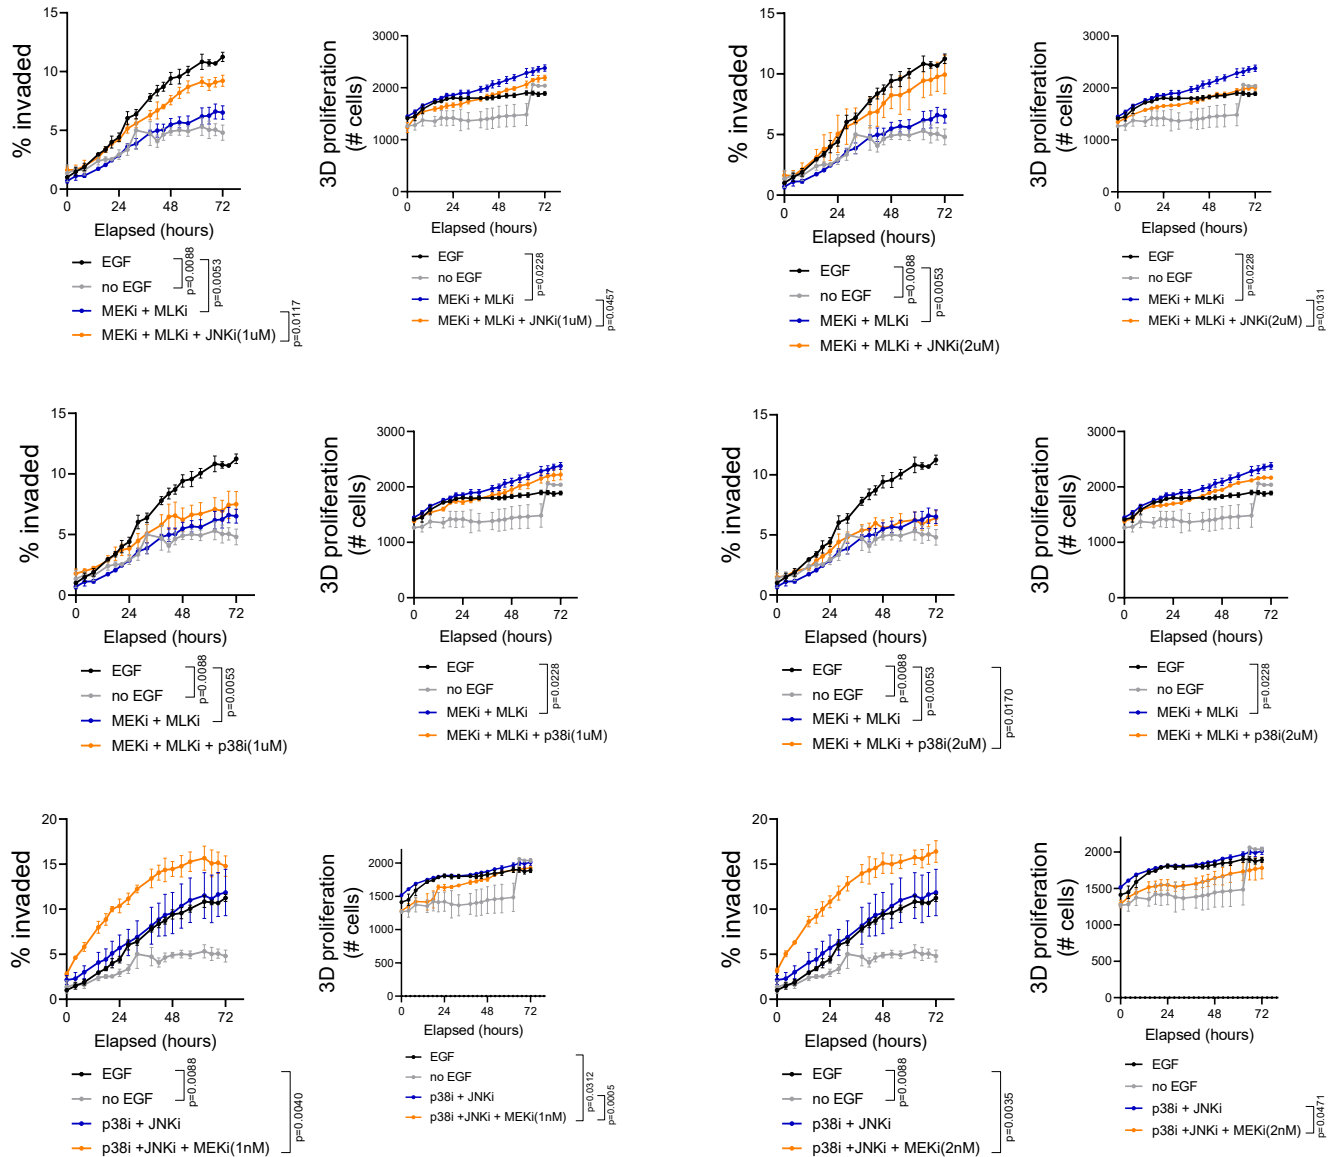 % invaded
15
10
5
0
0 24 48 72
Elapsed (hours)
EGF
no EGF
MEKi + MLKi
MEKi + MLKi + JNKi(1uM)
p=0.0088
p=0.0053
p=0.0117
3D proliferation
(# cells)
3000
2000
1000
0
0 24 48 72
Elapsed (hours)
EGF
no EGF
MEKi + MLKi
MEKi + MLKi + JNKi(1uM)
p=0.0228
p=0.0457
% invaded
15
10
5
0
0 24 48 72
Elapsed (hours)
EGF
no EGF
MEKi + MLKi
MEKi + MLKi + JNKi(2uM)
p=0.0088
p=0.0053
3D proliferation
(# cells)
3000
2000
1000
0
0 24 48 72
Elapsed (hours)
EGF
no EGF
MEKi + MLKi
MEKi + MLKi + JNKi(2uM)
p=0.0228
p=0.0131
% invaded
15
10
5
0
0 24 48 72
Elapsed (hours)
EGF
no EGF
MEKi + MLKi
MEKi + MLKi + p38i(1uM)
p=0.0088
p=0.0053
3D proliferation
(# cells)
3000
2000
1000
0
0 24 48 72
Elapsed (hours)
EGF
no EGF
MEKi + MLKi
MEKi + MLKi + p38i(1uM)
p=0.0228
% invaded
15
10
5
0
0 24 48 72
Elapsed (hours)
EGF
no EGF
MEKi + MLKi
MEKi + MLKi + p38i(2uM)
p=0.0088
p=0.0053
p=0.0170
3D proliferation
(# cells)
3000
2000
1000
0
0 24 48 72
Elapsed (hours)
EGF
no EGF
MEKi + MLKi
MEKi + MLKi + p38i(2uM)
p=0.0228
% invaded
20
15
10
5
0
0 24 48 72
Elapsed (hours)
EGF
no EGF
p38i + JNKi
p38i +JNKi + MEKi(1nM)
p=0.0088
p=0.0040
3D proliferation
(# cells)
2000
1500
1000
500
0
0 24 48 72
Elapsed (hours)
EGF
no EGF
p38i + JNKi
p38i +JNKi + MEKi(1nM)
p=0.0312
p=0.0005
% invaded
20
15
10
5
0
0 24 48 72
Elapsed (hours)
EGF
no EGF
p38i + JNKi
p38i +JNKi + MEKi(2nM)
p=0.0088
p=0.0035
3D proliferation
(# cells)
2000
1500
1000
500
0
0 24 48 72
Elapsed (hours)
EGF
no EGF
p38i + JNKi
p38i +JNKi + MEKi(2nM)
p=0.0471